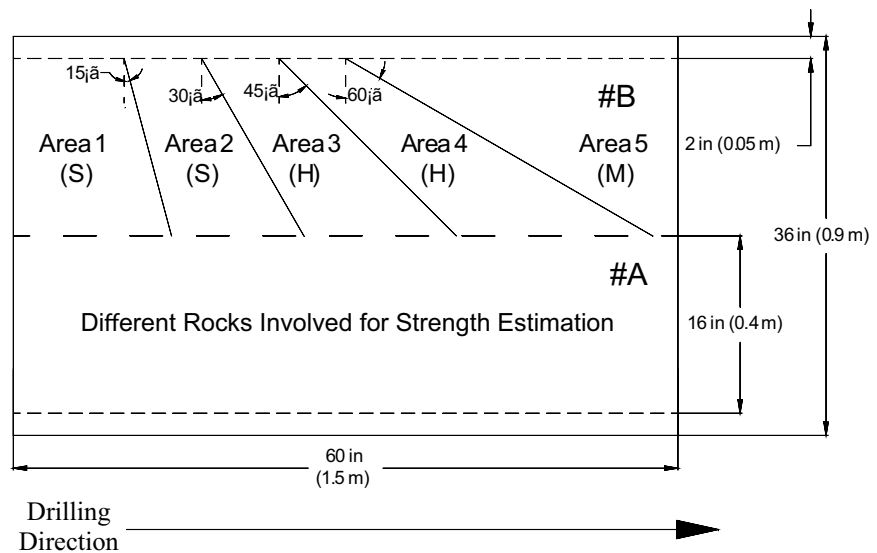 15¡ã
30¡ã
45¡ã
60¡ã
#B
Area 1
(S)
Area 2
(S)
Area 3
(H)
Area 4
(H)
Area 5
(M)
2 in (0.05 m)
36 in (0.9 m)
#A
Different Rocks Involved for Strength Estimation
16 in (0.4 m)
60 in
(1.5 m)
Drilling
Direction